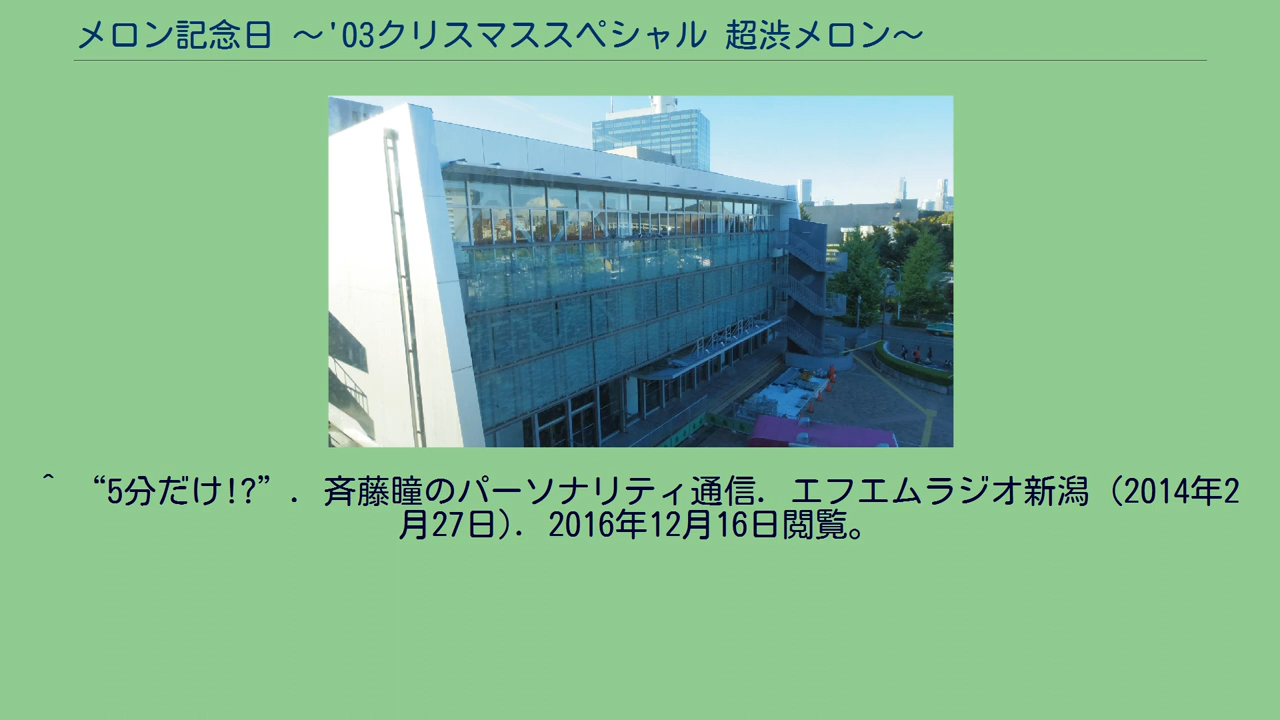 メロン記念日 ～'03クリスマススペシャル 超渋メロン～
^ “5分だけ!?”. 斉藤瞳のパーソナリティ通信. エフエムラジオ新潟 (2014年2
月27日). 2016年12月16日閲覧。